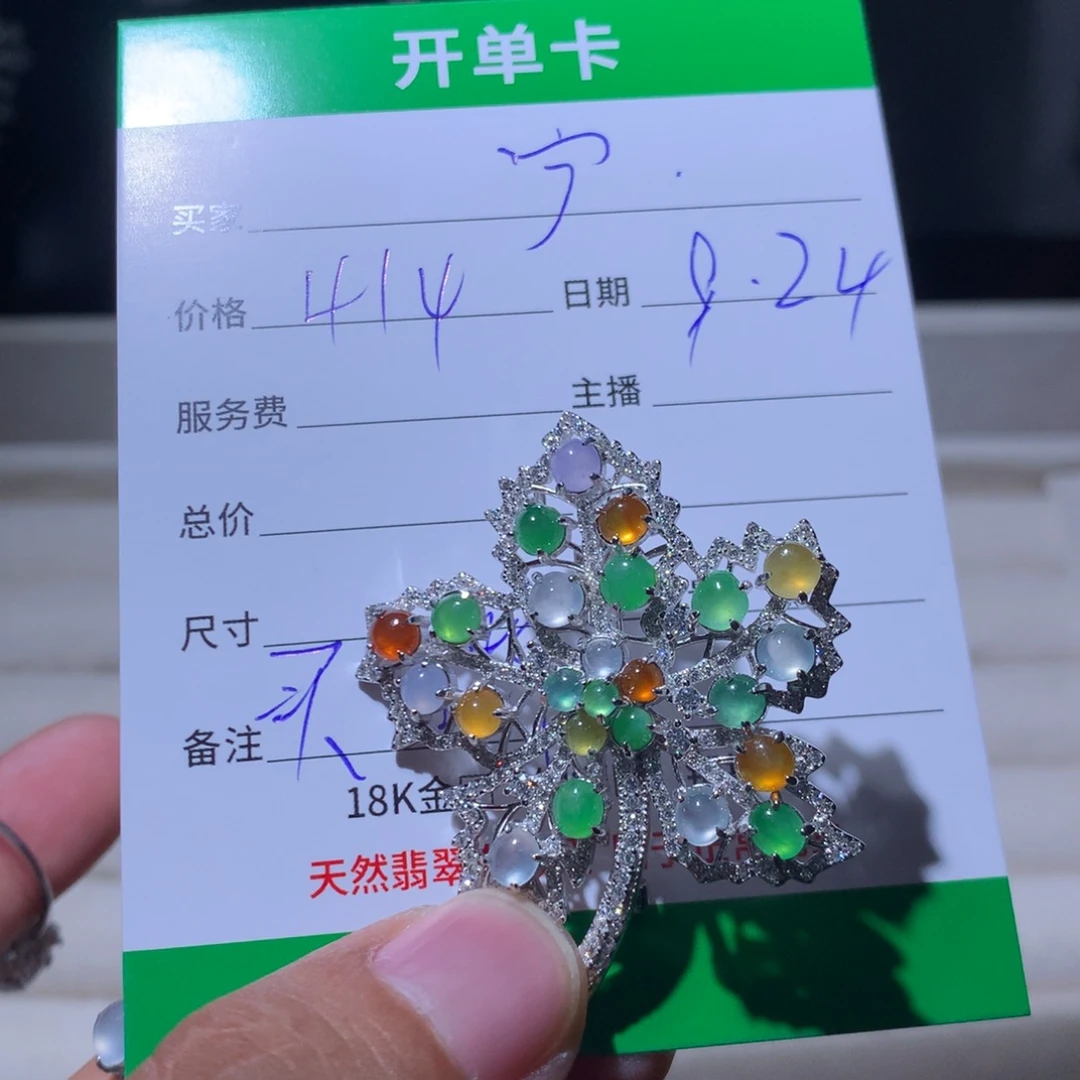 开单卡
买家 宁.
价格 414 日期 9.24
服务费 主播
总价
尺寸
备注
18K金
天然翡翠